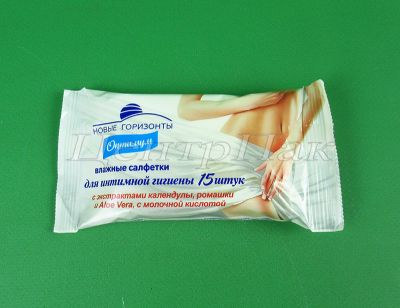 НОВЫЕ ГОРИЗОНТЫ
Оптимум
влажные салфетки
для интимной гигиены 15 штук
с экстрактами календулы, ромашки
и Aloe Vera, с молочной кислотой
ЦентрПак